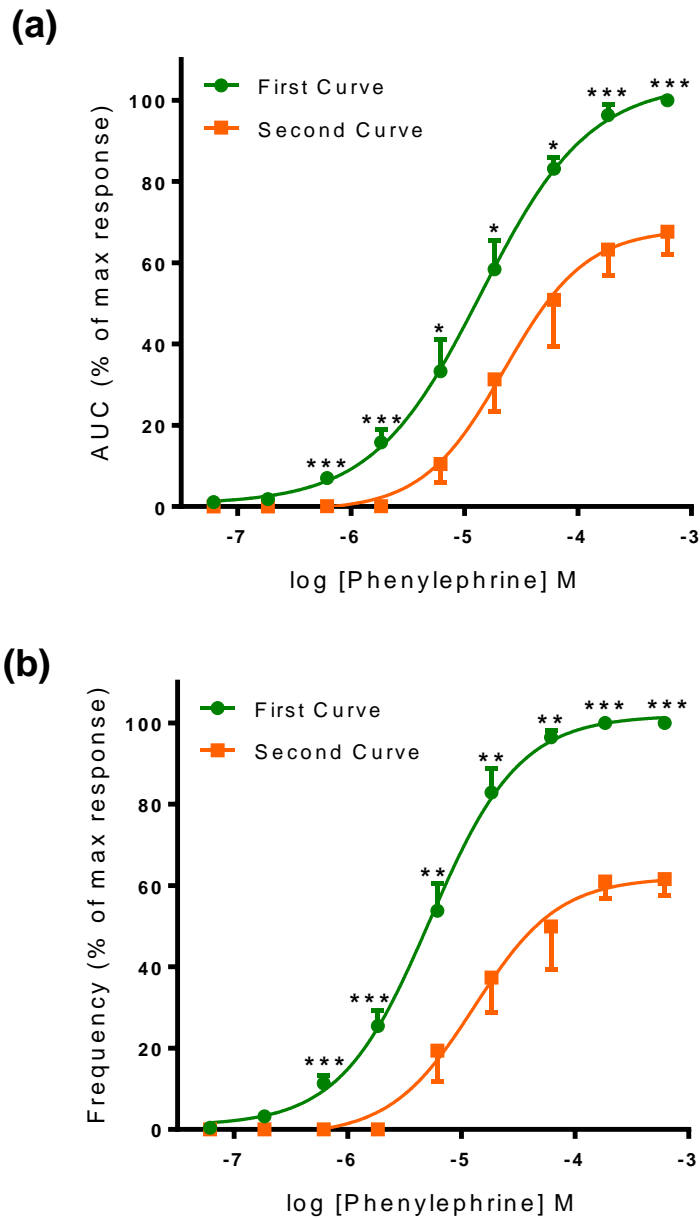 (a)
First Curve
Second Curve
*** ***
*
*
*
***
***
100
80
60
40
20
0
AUC (% of max response)
-7 -6 -5 -4 -3
log [Phenylephrine] M
(b)
First Curve
Second Curve
*** ***
**
**
**
***
***
100
80
60
40
20
0
Frequency (% of max response)
-7 -6 -5 -4 -3
log [Phenylephrine] M